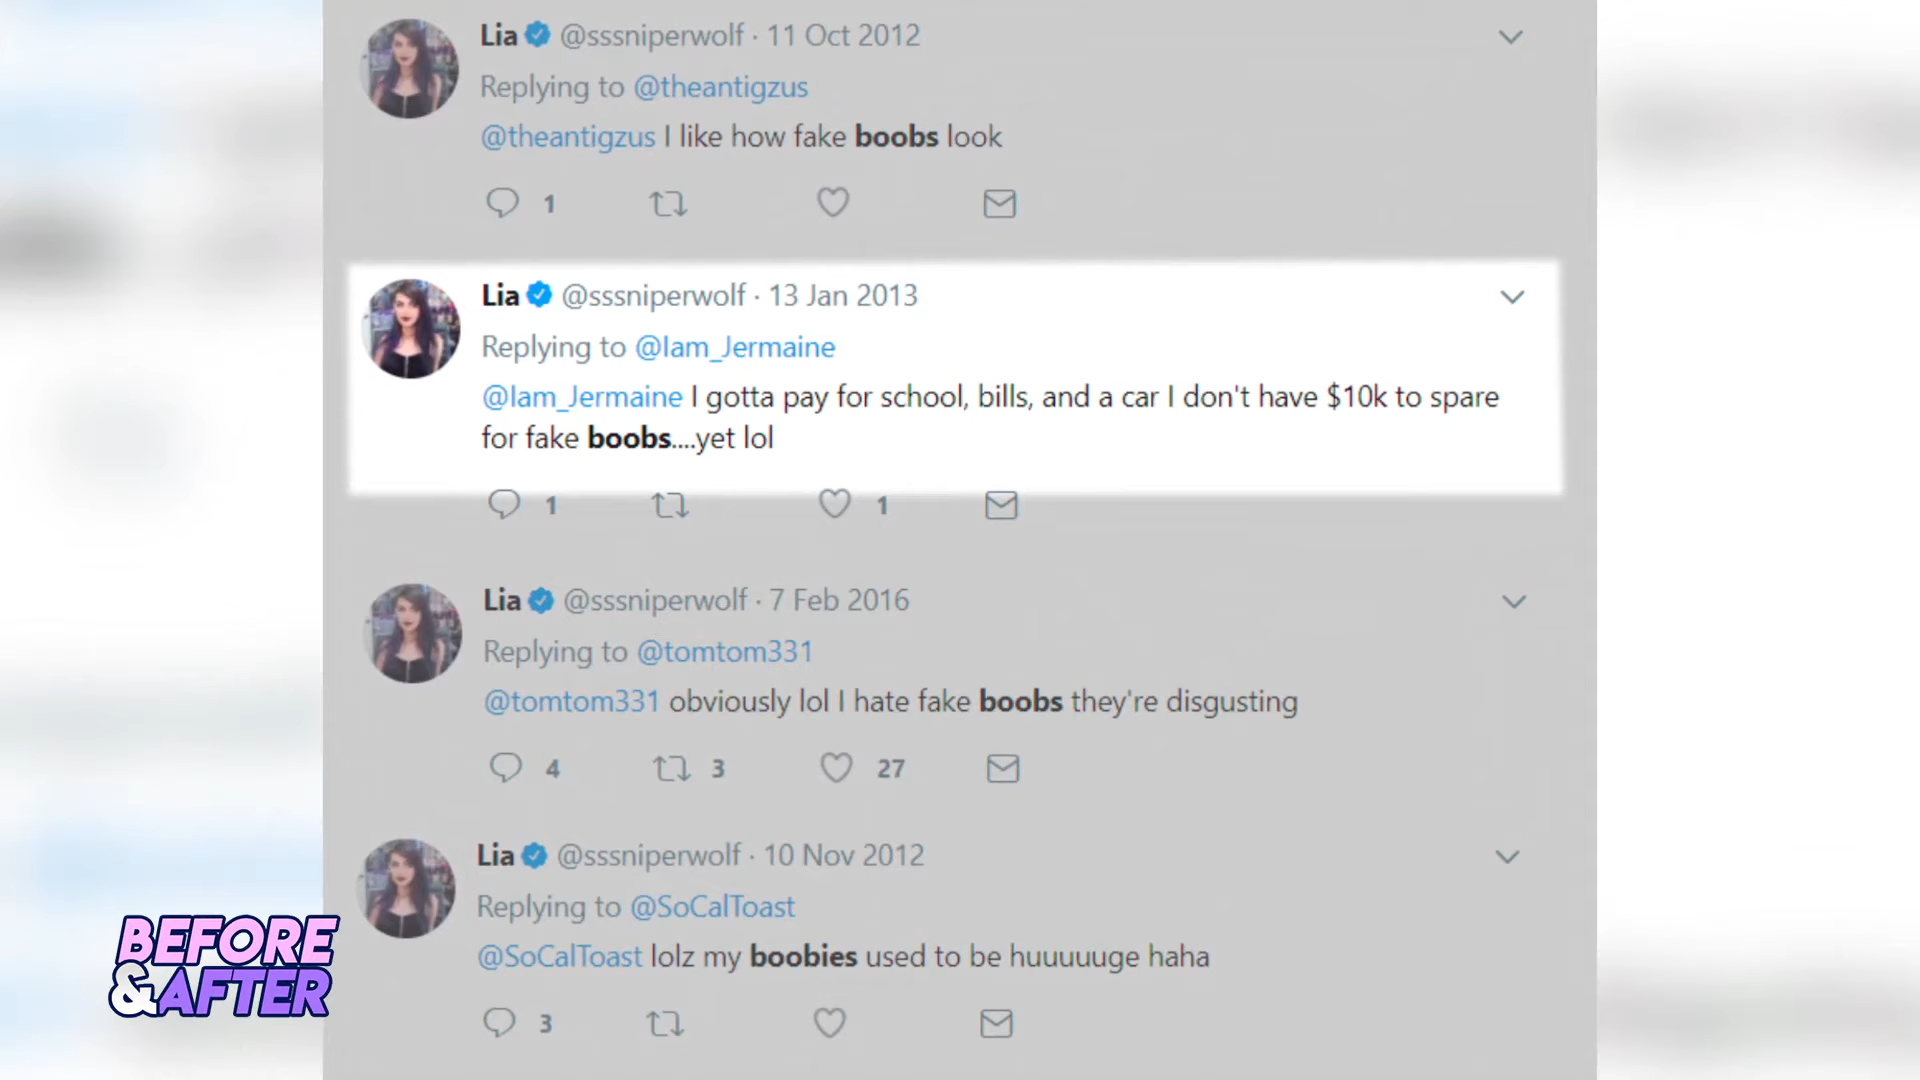 Lia @sssniperwolf · 11 Oct 2012
Replying to @theantigzus
@theantigzus I like how fake boobs look
1
Lia @sssniperwolf · 13 Jan 2013
Replying to @Iam_Jermaine
@Iam_Jermaine I gotta pay for school, bills, and a car I don't have $10k to spare
for fake boobs....yet lol
1 1
Lia @sssniperwolf · 7 Feb 2016
Replying to @tomtom331
@tomtom331 obviously lol I hate fake boobs they're disgusting
4 3 27
Lia @sssniperwolf · 10 Nov 2012
Replying to @SoCalToast
@SoCalToast lolz my boobies used to be huuuuuge haha
3
BEFORE
&AFTER